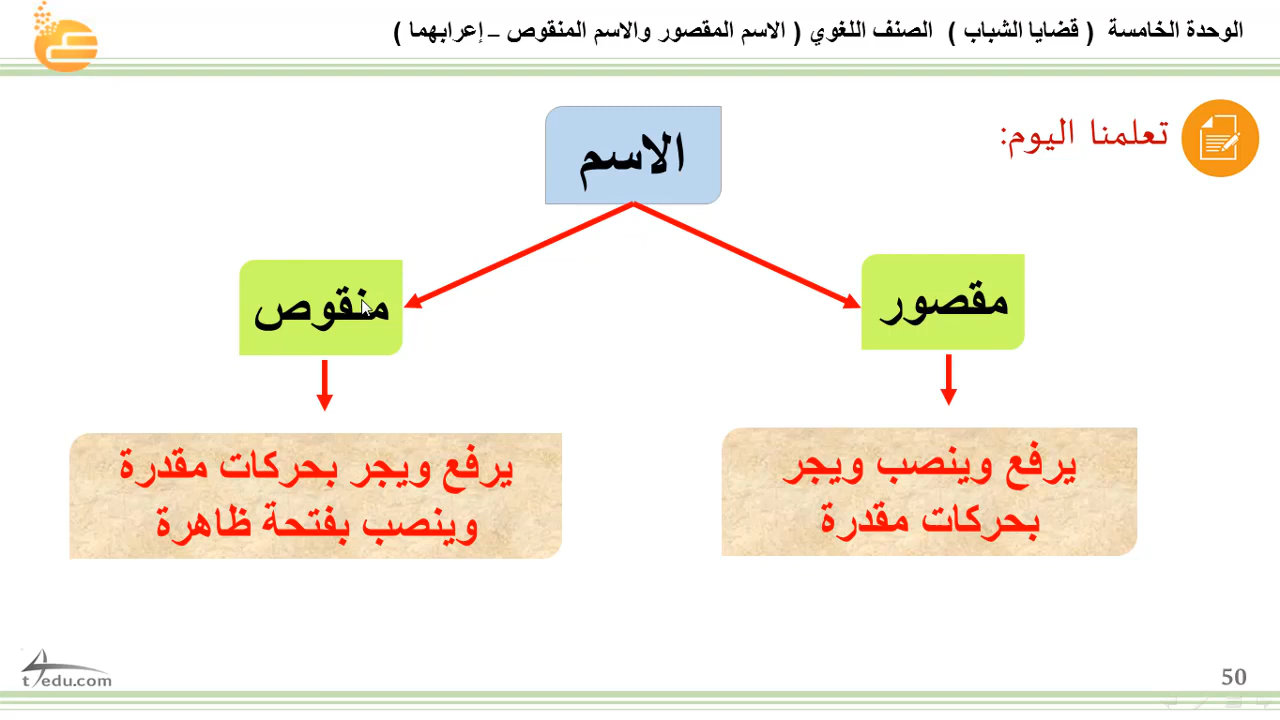 الوحدة الخامسة ( قضايا الشباب ) الصنف اللغوي ( الاسم المقصور والاسم المنقوص – إعرابهما )
تعلمنا اليوم:
الاسم
مقصور
منقوص
يرفع وينصب ويجر
بحركات مقدرة
يرفع ويجر بحركات مقدرة
وينصب بفتحة ظاهرة
t4edu.com
50